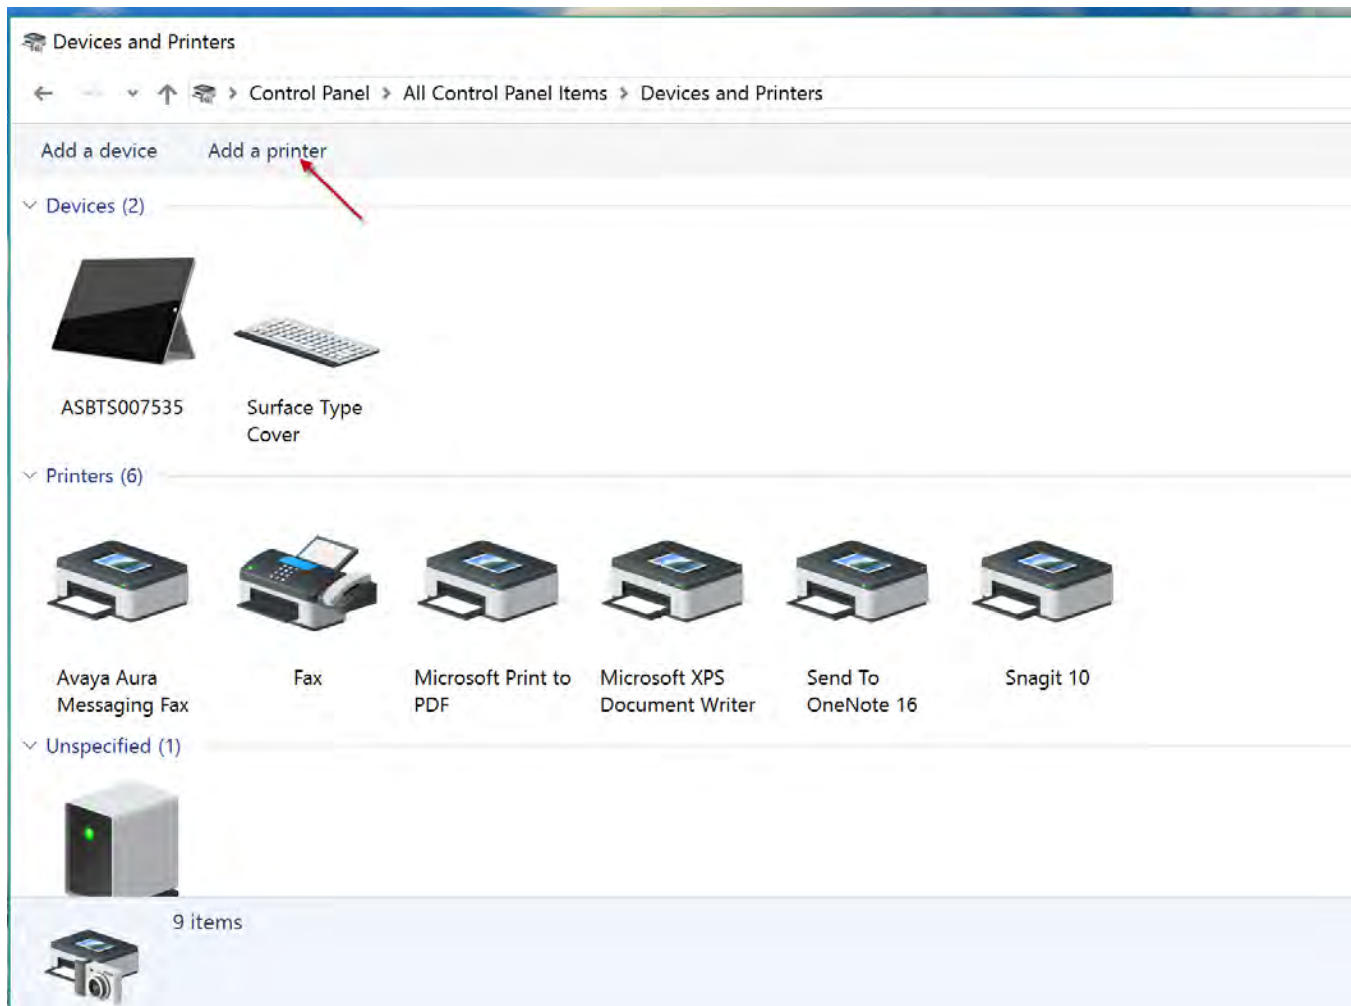 Devices and Printers
Control Panel > All Control Panel Items > Devices and Printers
Add a device Add a printer
Devices (2)
ASBTS007535
Surface Type
Cover
Printers (6)
Avaya Aura
Messaging Fax
Fax
Microsoft Print to
PDF
Microsoft XPS
Document Writer
Send To
OneNote 16
Snagit 10
Unspecified (1)
9 items